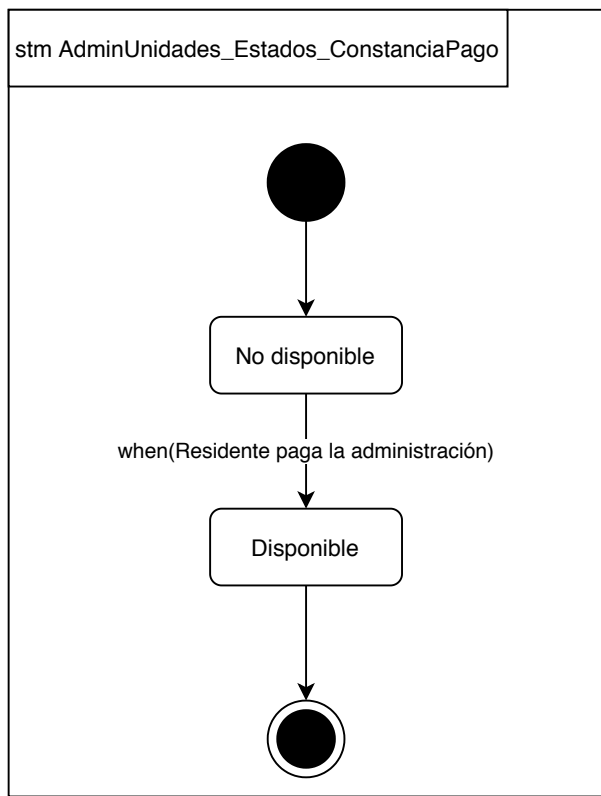 stm AdminUnidades_Estados_ConstanciaPago
No disponible
when(Residente paga la administración)
Disponible